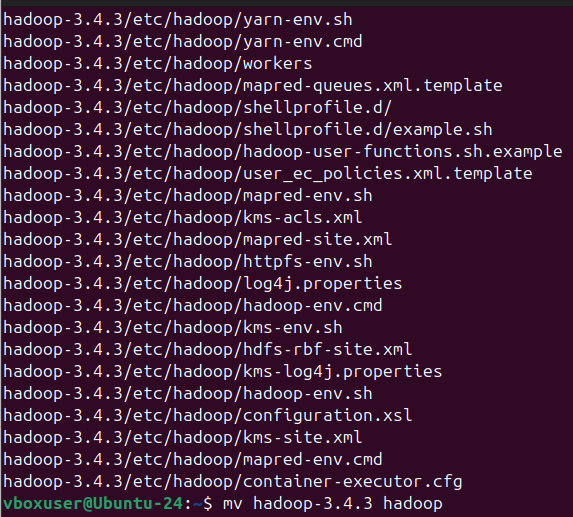 hadoop-3.4.3/etc/hadoop/yarn-env.sh
hadoop-3.4.3/etc/hadoop/yarn-env.cmd
hadoop-3.4.3/etc/hadoop/workers
hadoop-3.4.3/etc/hadoop/mapred-queues.xml.template
hadoop-3.4.3/etc/hadoop/shellprofile.d/
hadoop-3.4.3/etc/hadoop/shellprofile.d/example.sh
hadoop-3.4.3/etc/hadoop/hadoop-user-functions.sh.example
hadoop-3.4.3/etc/hadoop/user_ec_policies.xml.template
hadoop-3.4.3/etc/hadoop/mapred-env.sh
hadoop-3.4.3/etc/hadoop/kms-acls.xml
hadoop-3.4.3/etc/hadoop/mapred-site.xml
hadoop-3.4.3/etc/hadoop/httpfs-env.sh
hadoop-3.4.3/etc/hadoop/log4j.properties
hadoop-3.4.3/etc/hadoop/hadoop-env.cmd
hadoop-3.4.3/etc/hadoop/kms-env.sh
hadoop-3.4.3/etc/hadoop/hdfs-rbf-site.xml
hadoop-3.4.3/etc/hadoop/kms-log4j.properties
hadoop-3.4.3/etc/hadoop/hadoop-env.sh
hadoop-3.4.3/etc/hadoop/configuration.xsl
hadoop-3.4.3/etc/hadoop/kms-site.xml
hadoop-3.4.3/etc/hadoop/mapred-env.cmd
hadoop-3.4.3/etc/hadoop/container-executor.cfg
vboxuser@Ubuntu-24:~$ mv hadoop-3.4.3 hadoop